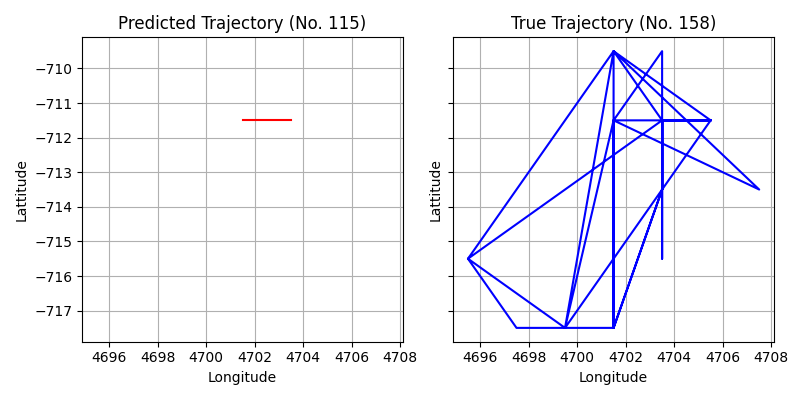 Predicted Trajectory (No. 115)
True Trajectory (No. 158)
Lattitude
−710
−711
−712
−713
−714
−715
−716
−717
4696 4698 4700 4702 4704 4706 4708
Longitude
Lattitude
4696 4698 4700 4702 4704 4706 4708
Longitude